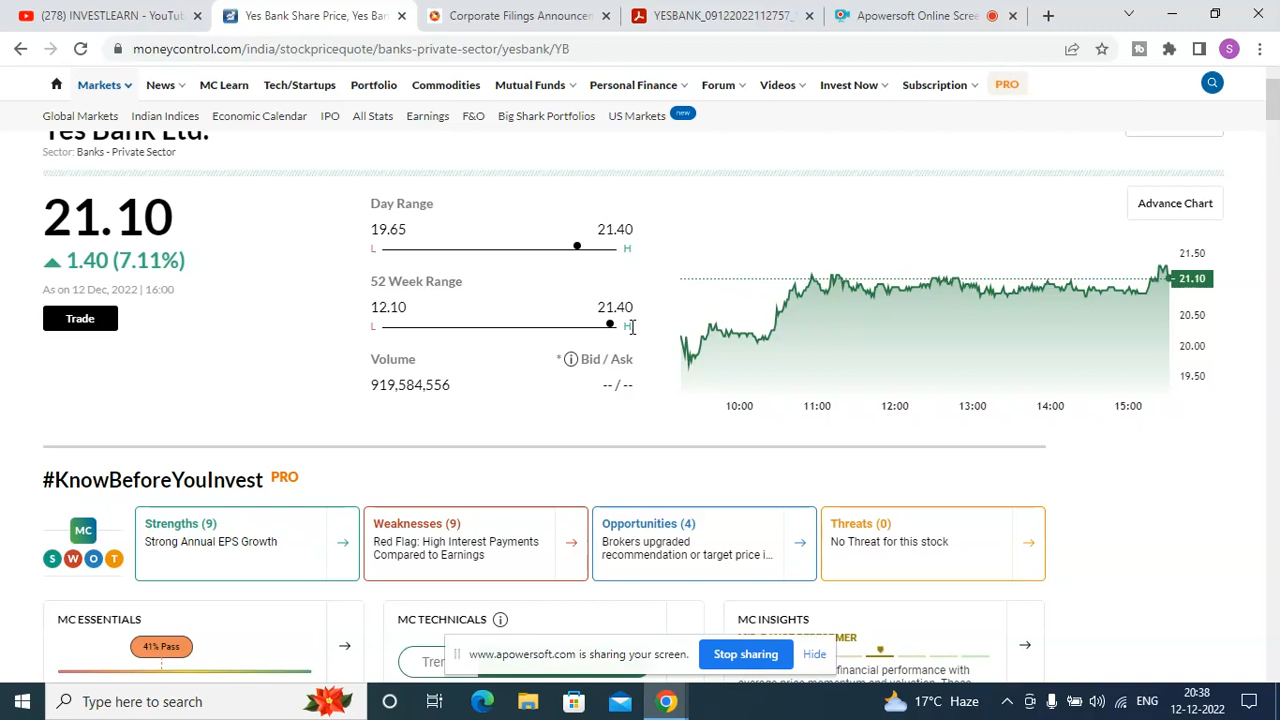 (278) INVESTLEARN - YouTu
Yes Bank Share Price, Yes Ban
Corporate Filings Announcem
YESBANK_09122022112757_
Apowersoft Online Scree
moneycontrol.com/india/stockpricequote/banks-private-sector/yesbank/YB
S
Markets News MC Learn Tech/Startups Portfolio Commodities Mutual Funds Personal Finance Forum Videos Invest Now Subscription PRO
Global Markets Indian Indices Economic Calendar IPO All Stats Earnings F&O Big Shark Portfolios US Markets new
Yes Bank Ltd.
Sector: Banks - Private Sector
21.10
1.40 (7.11%)
As on 12 Dec, 2022 | 16:00
Trade
Day Range
19.65 21.40
L H
52 Week Range
12.10 21.40
L H
Volume * Bid / Ask
919,584,556 -- / --
Advance Chart
21.50
21.10
20.50
20.00
19.50
10:00 11:00 12:00 13:00 14:00 15:00
#KnowBeforeYouInvest PRO
MC
S W O T
Strengths (9)
Strong Annual EPS Growth
Weaknesses (9)
Red Flag: High Interest Payments
Compared to Earnings
Opportunities (4)
Brokers upgraded
recommendation or target price i...
Threats (0)
No Threat for this stock
MC ESSENTIALS
41% Pass
MC TECHNICALS
MC INSIGHTS
financial performance with
www.apowersoft.com is sharing your screen. Stop sharing Hide
Type here to search
17°C Haze
ENG
20:38
12-12-2022